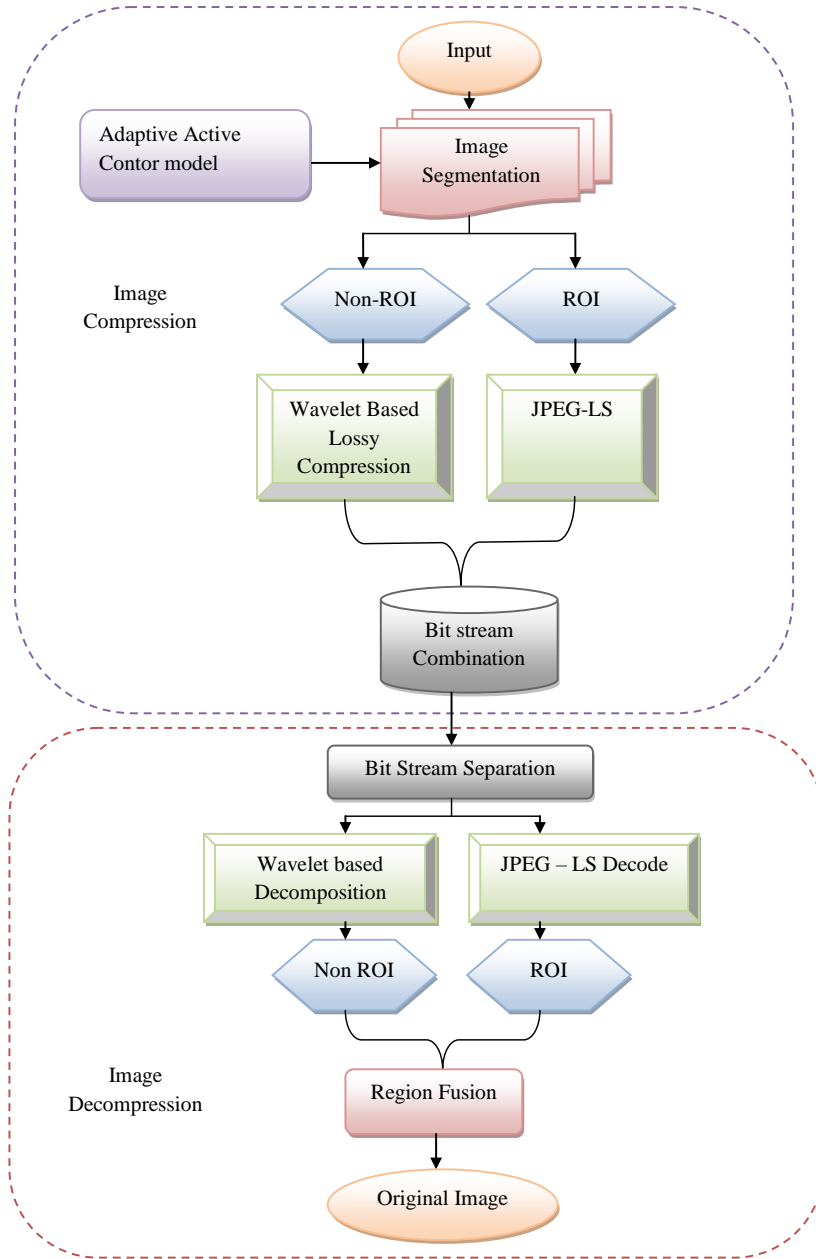 Input
Adaptive Active
Contor model
Image
Segmentation
Image
Compression
Non-ROI
ROI
Wavelet Based
Lossy
Compression
JPEG-LS
Bit stream
Combination
Bit Stream Separation
Wavelet based
Decomposition
JPEG – LS Decode
Non ROI
ROI
Image
Decompression
Region Fusion
Original Image